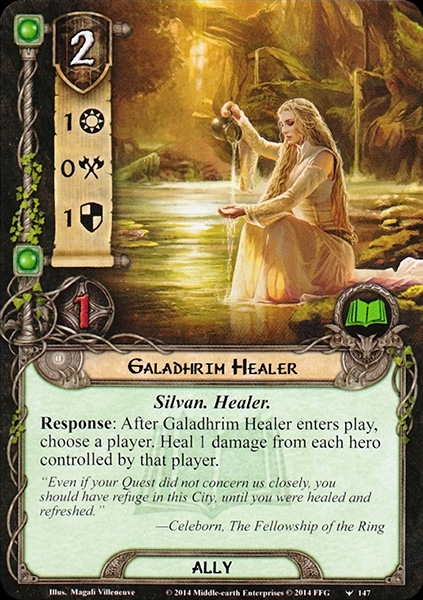 2
1
0
1
1
Galadhrim Healer
Silvan. Healer.
Response: After Galadhrim Healer enters play,
choose a player. Heal 1 damage from each hero
controlled by that player.
“Even if your Quest did not concern us closely, you
should have refuge in this City, until you were healed and
refreshed.”
—Celeborn, The Fellowship of the Ring
ALLY
Illus. Magali Villeneuve © 2014 Middle-earth Enterprises © 2014 FFG 147